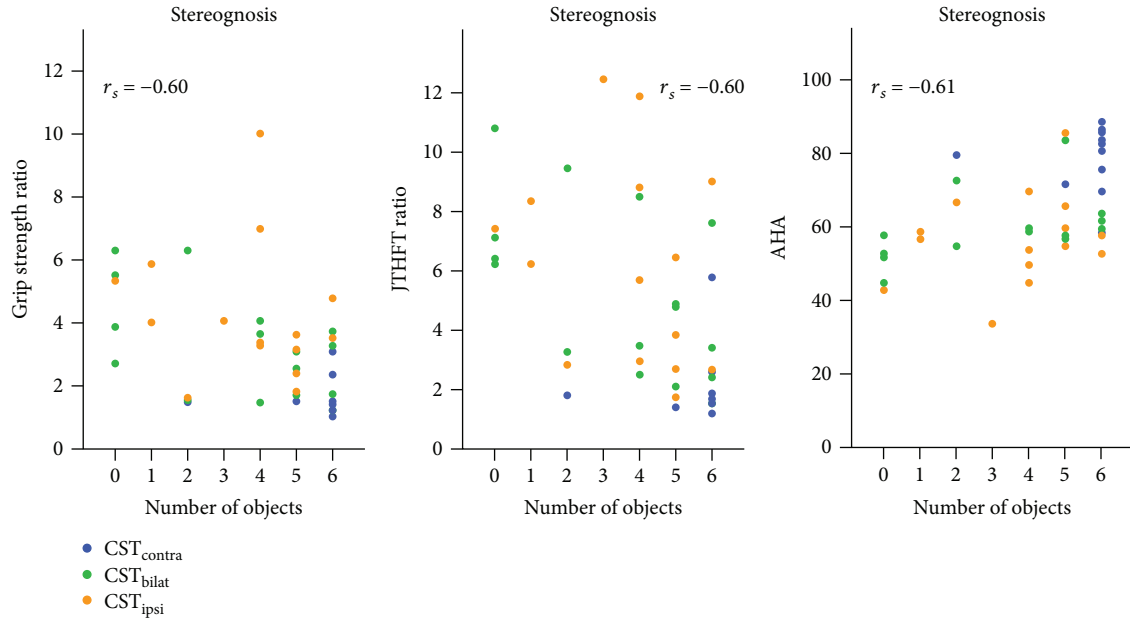 Stereognosis
Grip strength ratio
12
10
8
6
4
2
0
r_s = −0.60
0 1 2 3 4 5 6
Number of objects
Stereognosis
JTHFT ratio
12
10
8
6
4
2
0
r_s = −0.60
0 1 2 3 4 5 6
Number of objects
Stereognosis
AHA
100
80
60
40
20
0
r_s = −0.61
0 1 2 3 4 5 6
Number of objects
CST_contra
CST_bilat
CST_ipsi